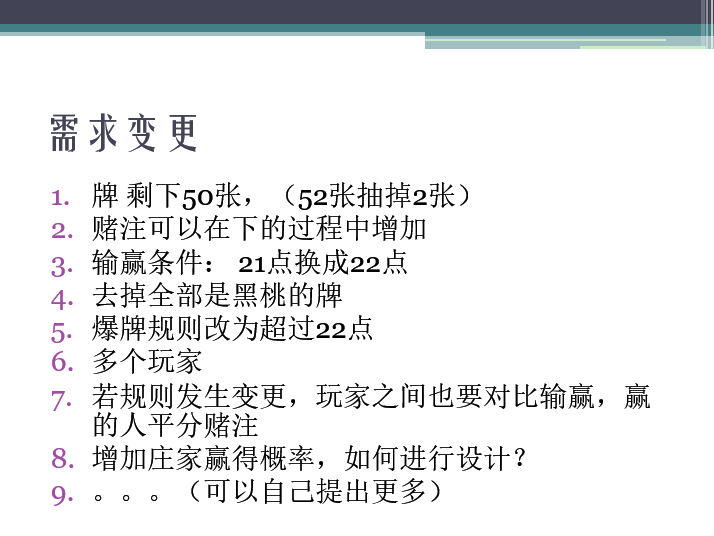 需求变更
1. 牌 剩下50张，（52张抽掉2张）
2. 赌注可以在下的过程中增加
3. 输赢条件： 21点换成22点
4. 去掉全部是黑桃的牌
5. 爆牌规则改为超过22点
6. 多个玩家
7. 若规则发生变更，玩家之间也要对比输赢，赢
的人平分赌注
8. 增加庄家赢得概率，如何进行设计？
9. 。。。（可以自己提出更多）